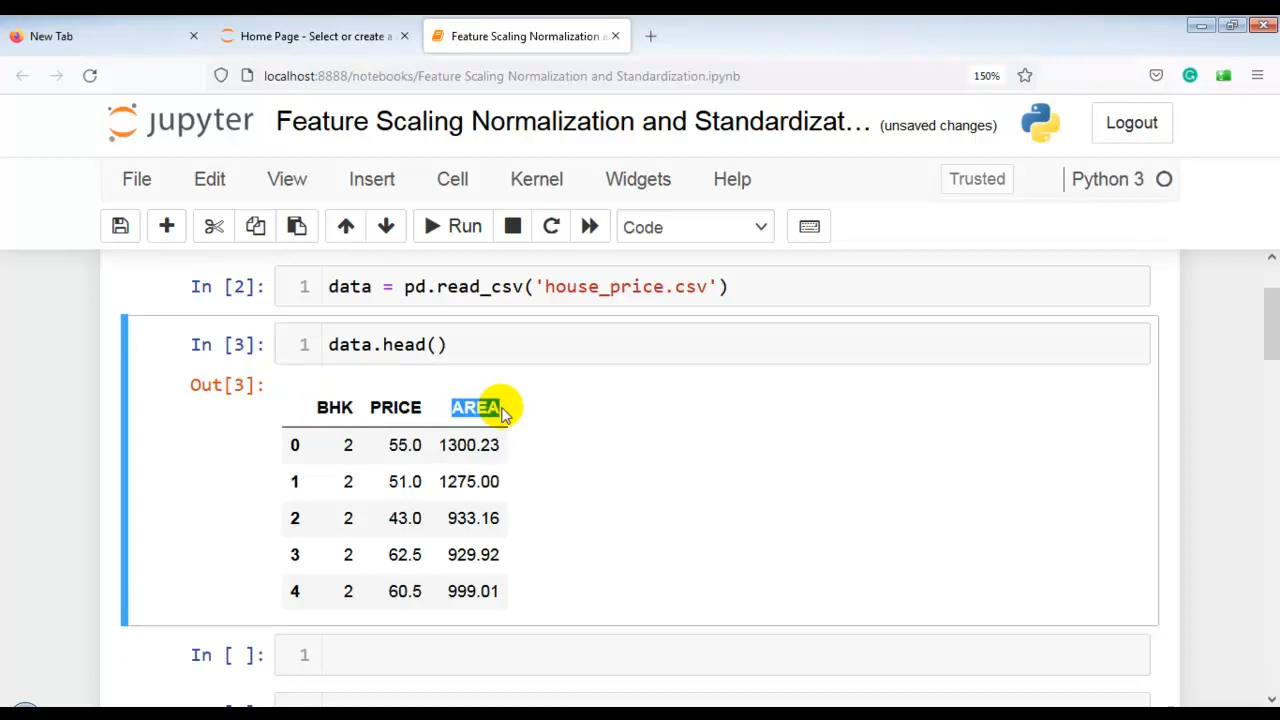 New Tab
Home Page - Select or create a
Feature Scaling Normalization a
localhost:8888/notebooks/Feature Scaling Normalization and Standardization.ipynb
150%
jupyter
Feature Scaling Normalization and Standardizat… (unsaved changes)
Logout
File Edit View Insert Cell Kernel Widgets Help
Trusted
Python 3
Run
Code
In [2]: 1 data = pd.read_csv('house_price.csv')
In [3]: 1 data.head()
Out[3]:
BHK PRICE AREA
0 2 55.0 1300.23
1 2 51.0 1275.00
2 2 43.0 933.16
3 2 62.5 929.92
4 2 60.5 999.01
In [ ]: 1